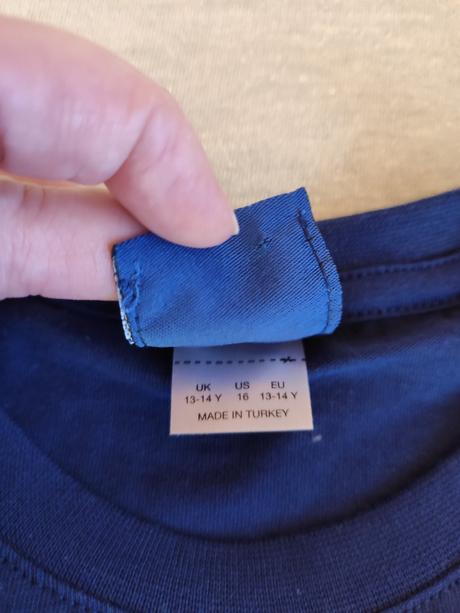 UK US EU
13-14 Y 16 13-14 Y
MADE IN TURKEY